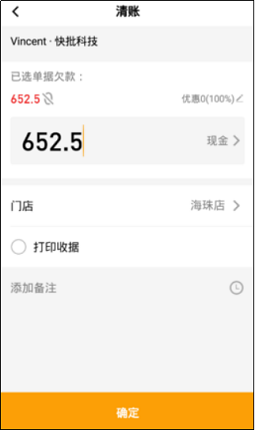 清账
Vincent · 快批科技
已选单据欠款：
652.5 优惠0(100%)
652.5 现金
门店 海珠店
打印收据
添加备注
确定